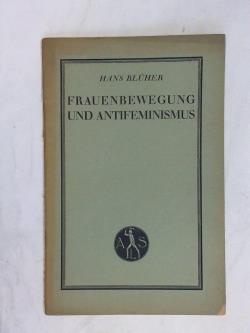 HANS BLÜHER
FRAUENBEWEGUNG
UND ANTIFEMINISMUS
A S